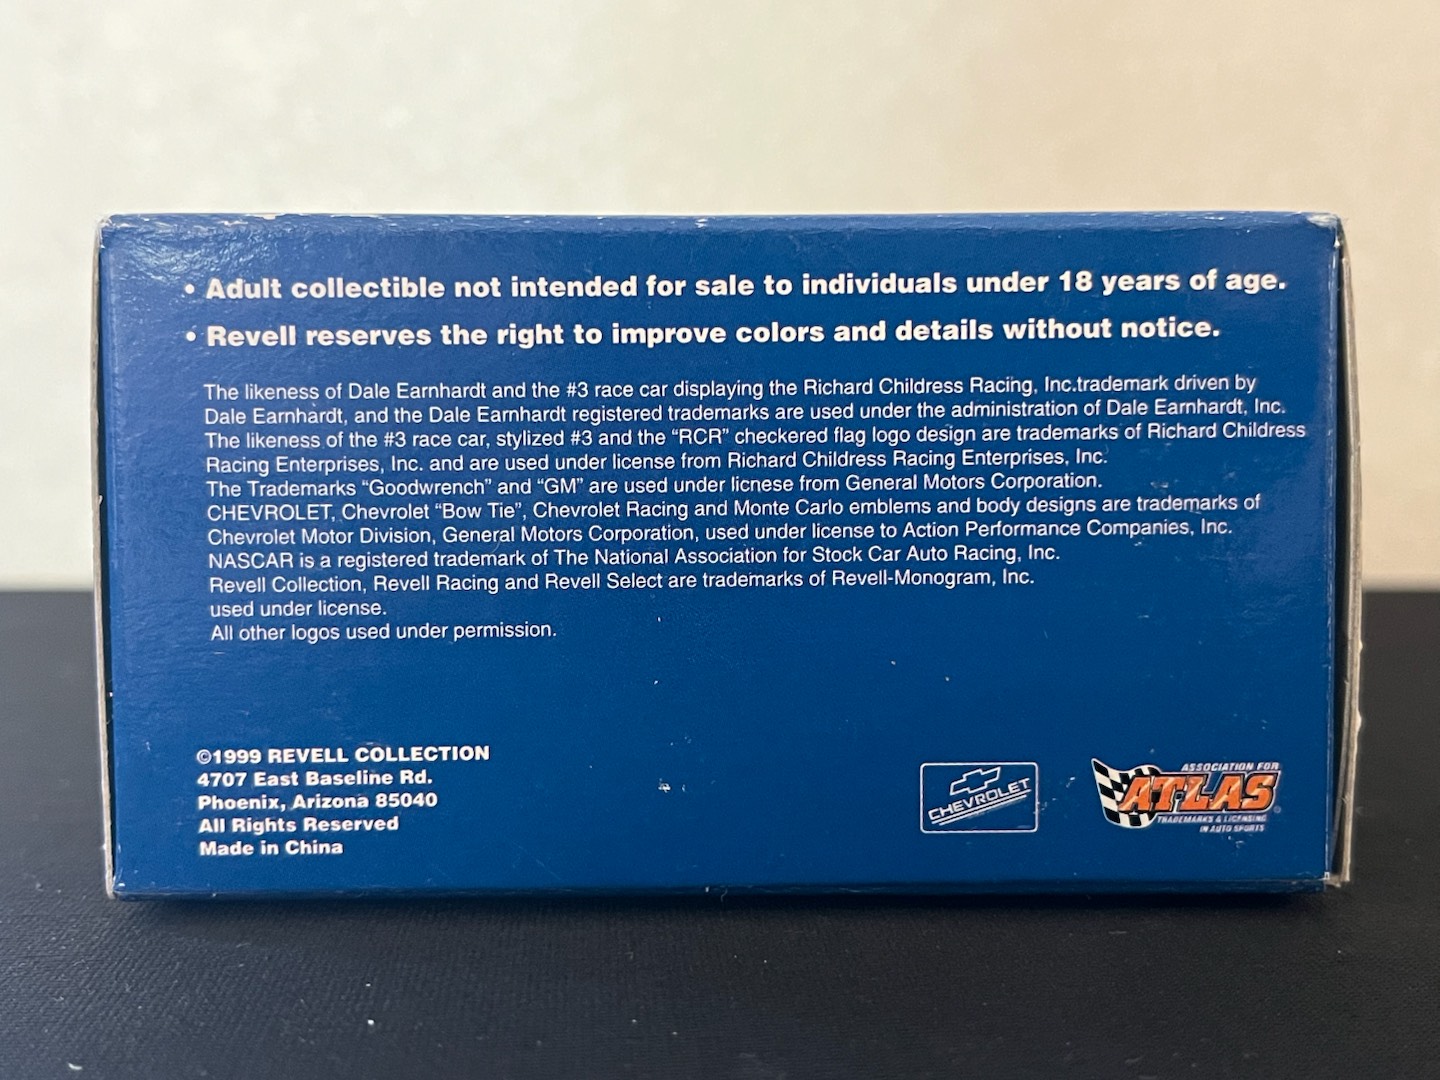 • Adult collectible not intended for sale to individuals under 18 years of age.
• Revell reserves the right to improve colors and details without notice.
The likeness of Dale Earnhardt and the #3 race car displaying the Richard Childress Racing, Inc.trademark driven by
Dale Earnhardt, and the Dale Earnhardt registered trademarks are used under the administration of Dale Earnhardt, Inc.
The likeness of the #3 race car, stylized #3 and the “RCR” checkered flag logo design are trademarks of Richard Childress
Racing Enterprises, Inc. and are used under license from Richard Childress Racing Enterprises, Inc.
The Trademarks “Goodwrench” and “GM” are used under licnese from General Motors Corporation.
CHEVROLET, Chevrolet “Bow Tie”, Chevrolet Racing and Monte Carlo emblems and body designs are trademarks of
Chevrolet Motor Division, General Motors Corporation, used under license to Action Performance Companies, Inc.
NASCAR is a registered trademark of The National Association for Stock Car Auto Racing, Inc.
Revell Collection, Revell Racing and Revell Select are trademarks of Revell-Monogram, Inc.
used under license.
All other logos used under permission.
©1999 REVELL COLLECTION
4707 East Baseline Rd.
Phoenix, Arizona 85040
All Rights Reserved
Made in China
CHEVROLET
ASSOCIATION FOR
ATLAS
TRADEMARKS & LICENSING
IN AUTO SPORTS